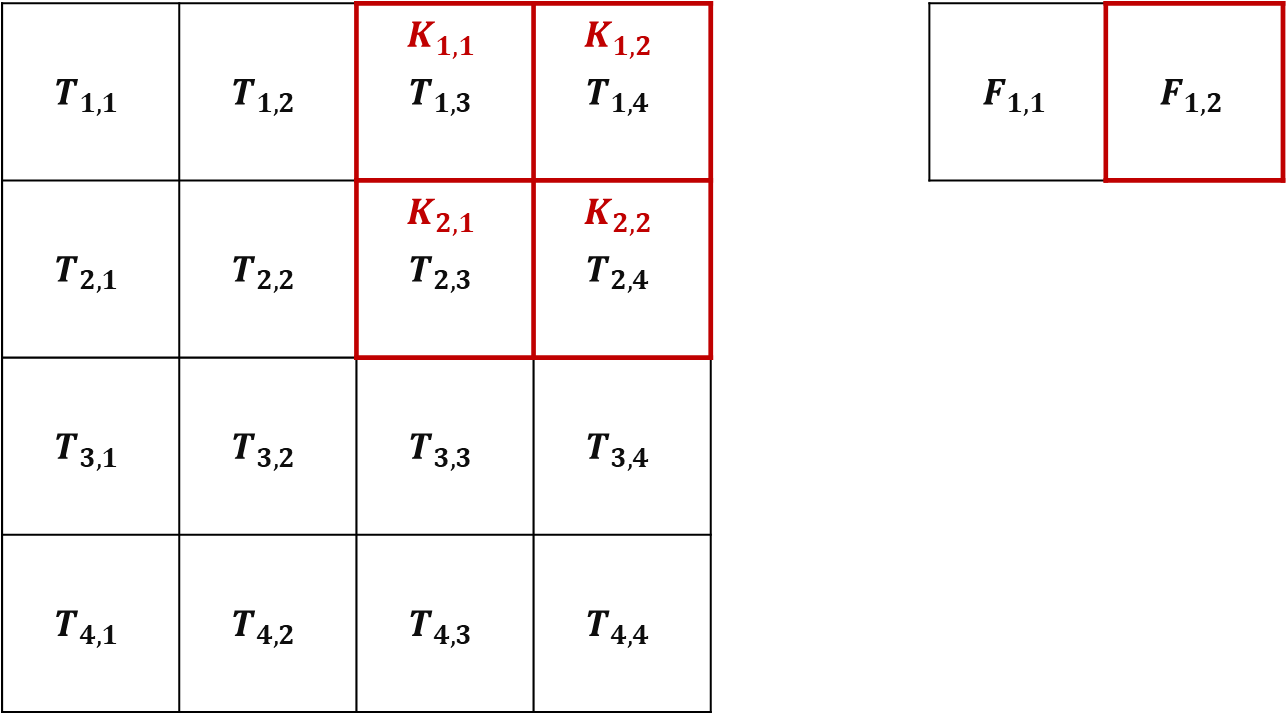 K1,1 K1,2
T1,1 T1,2 T1,3 T1,4 F1,1 F1,2
K2,1 K2,2
T2,1 T2,2 T2,3 T2,4
T3,1 T3,2 T3,3 T3,4
T4,1 T4,2 T4,3 T4,4